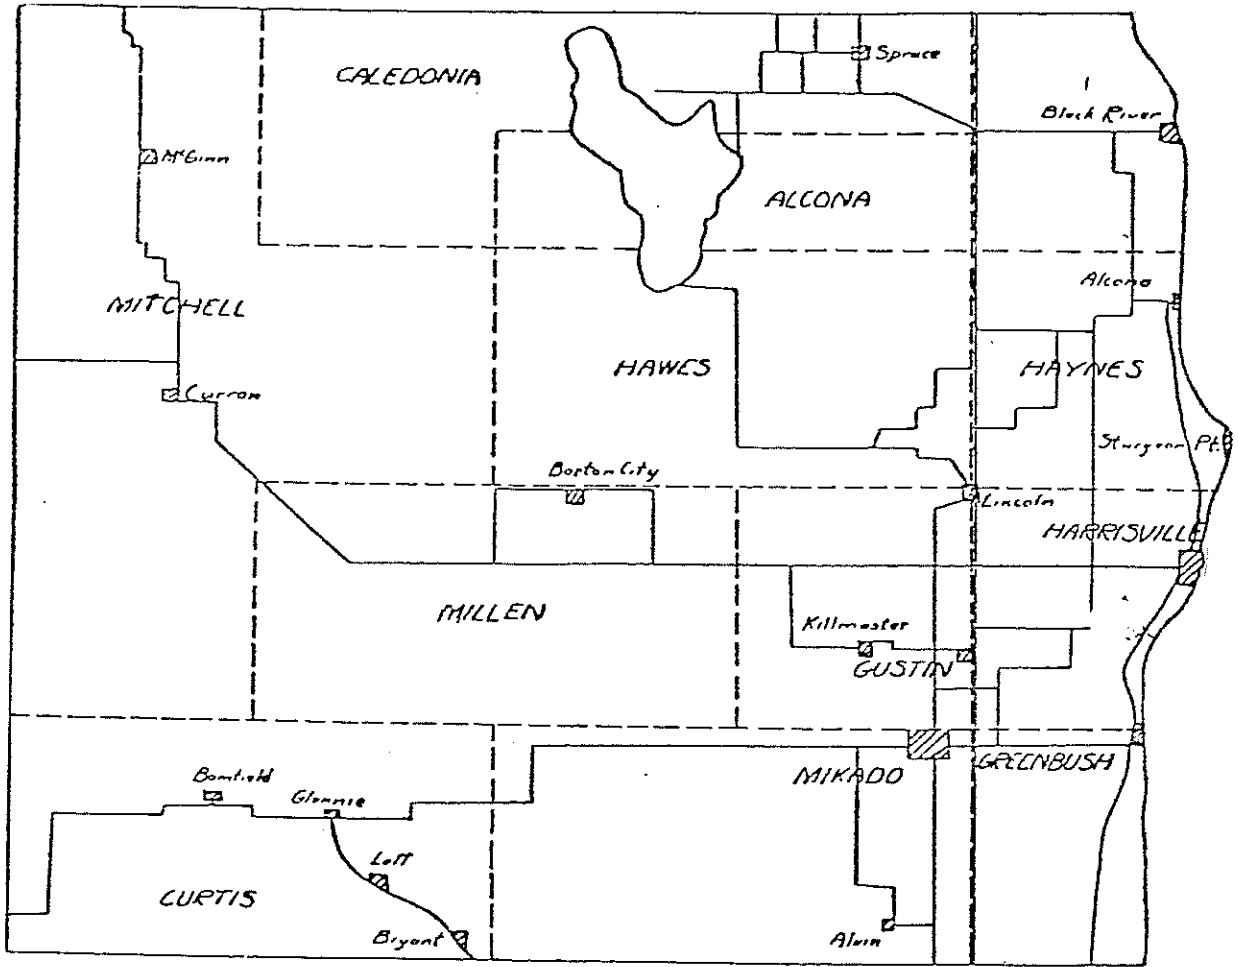 CALEDONIA
Spruce
Black River
McGinn
ALCONA
Alcona
MITCHELL
HAWES
HAYNES
Curran
Sturgeon Pt.
Barton City
Lincoln
HARRISVILLE
MILLEN
Killmaster
GUSTIN
MIKADO
GREENBUSH
Bamfield
Glennie
Lott
CURTIS
Bryant
Alvin